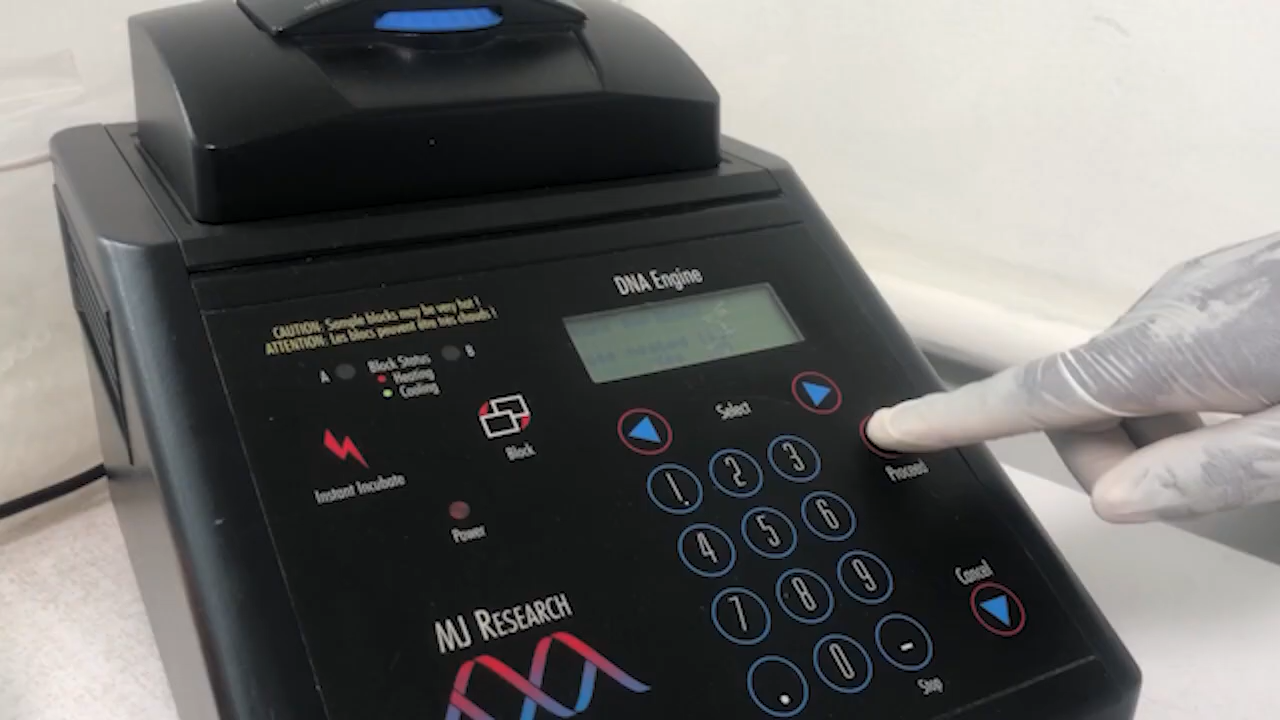 DNA Engine
CAUTION: Sample blocks may be very hot !
ATTENTION: Les blocs peuvent être très chauds !
A
Block Status
B
Heating
Cooling
Select
Block
Instant Incubate
Power
Proceed
1 2 3
4 5 6
7 8 9
. 0 -
Cancel
Stop
MJ RESEARCH